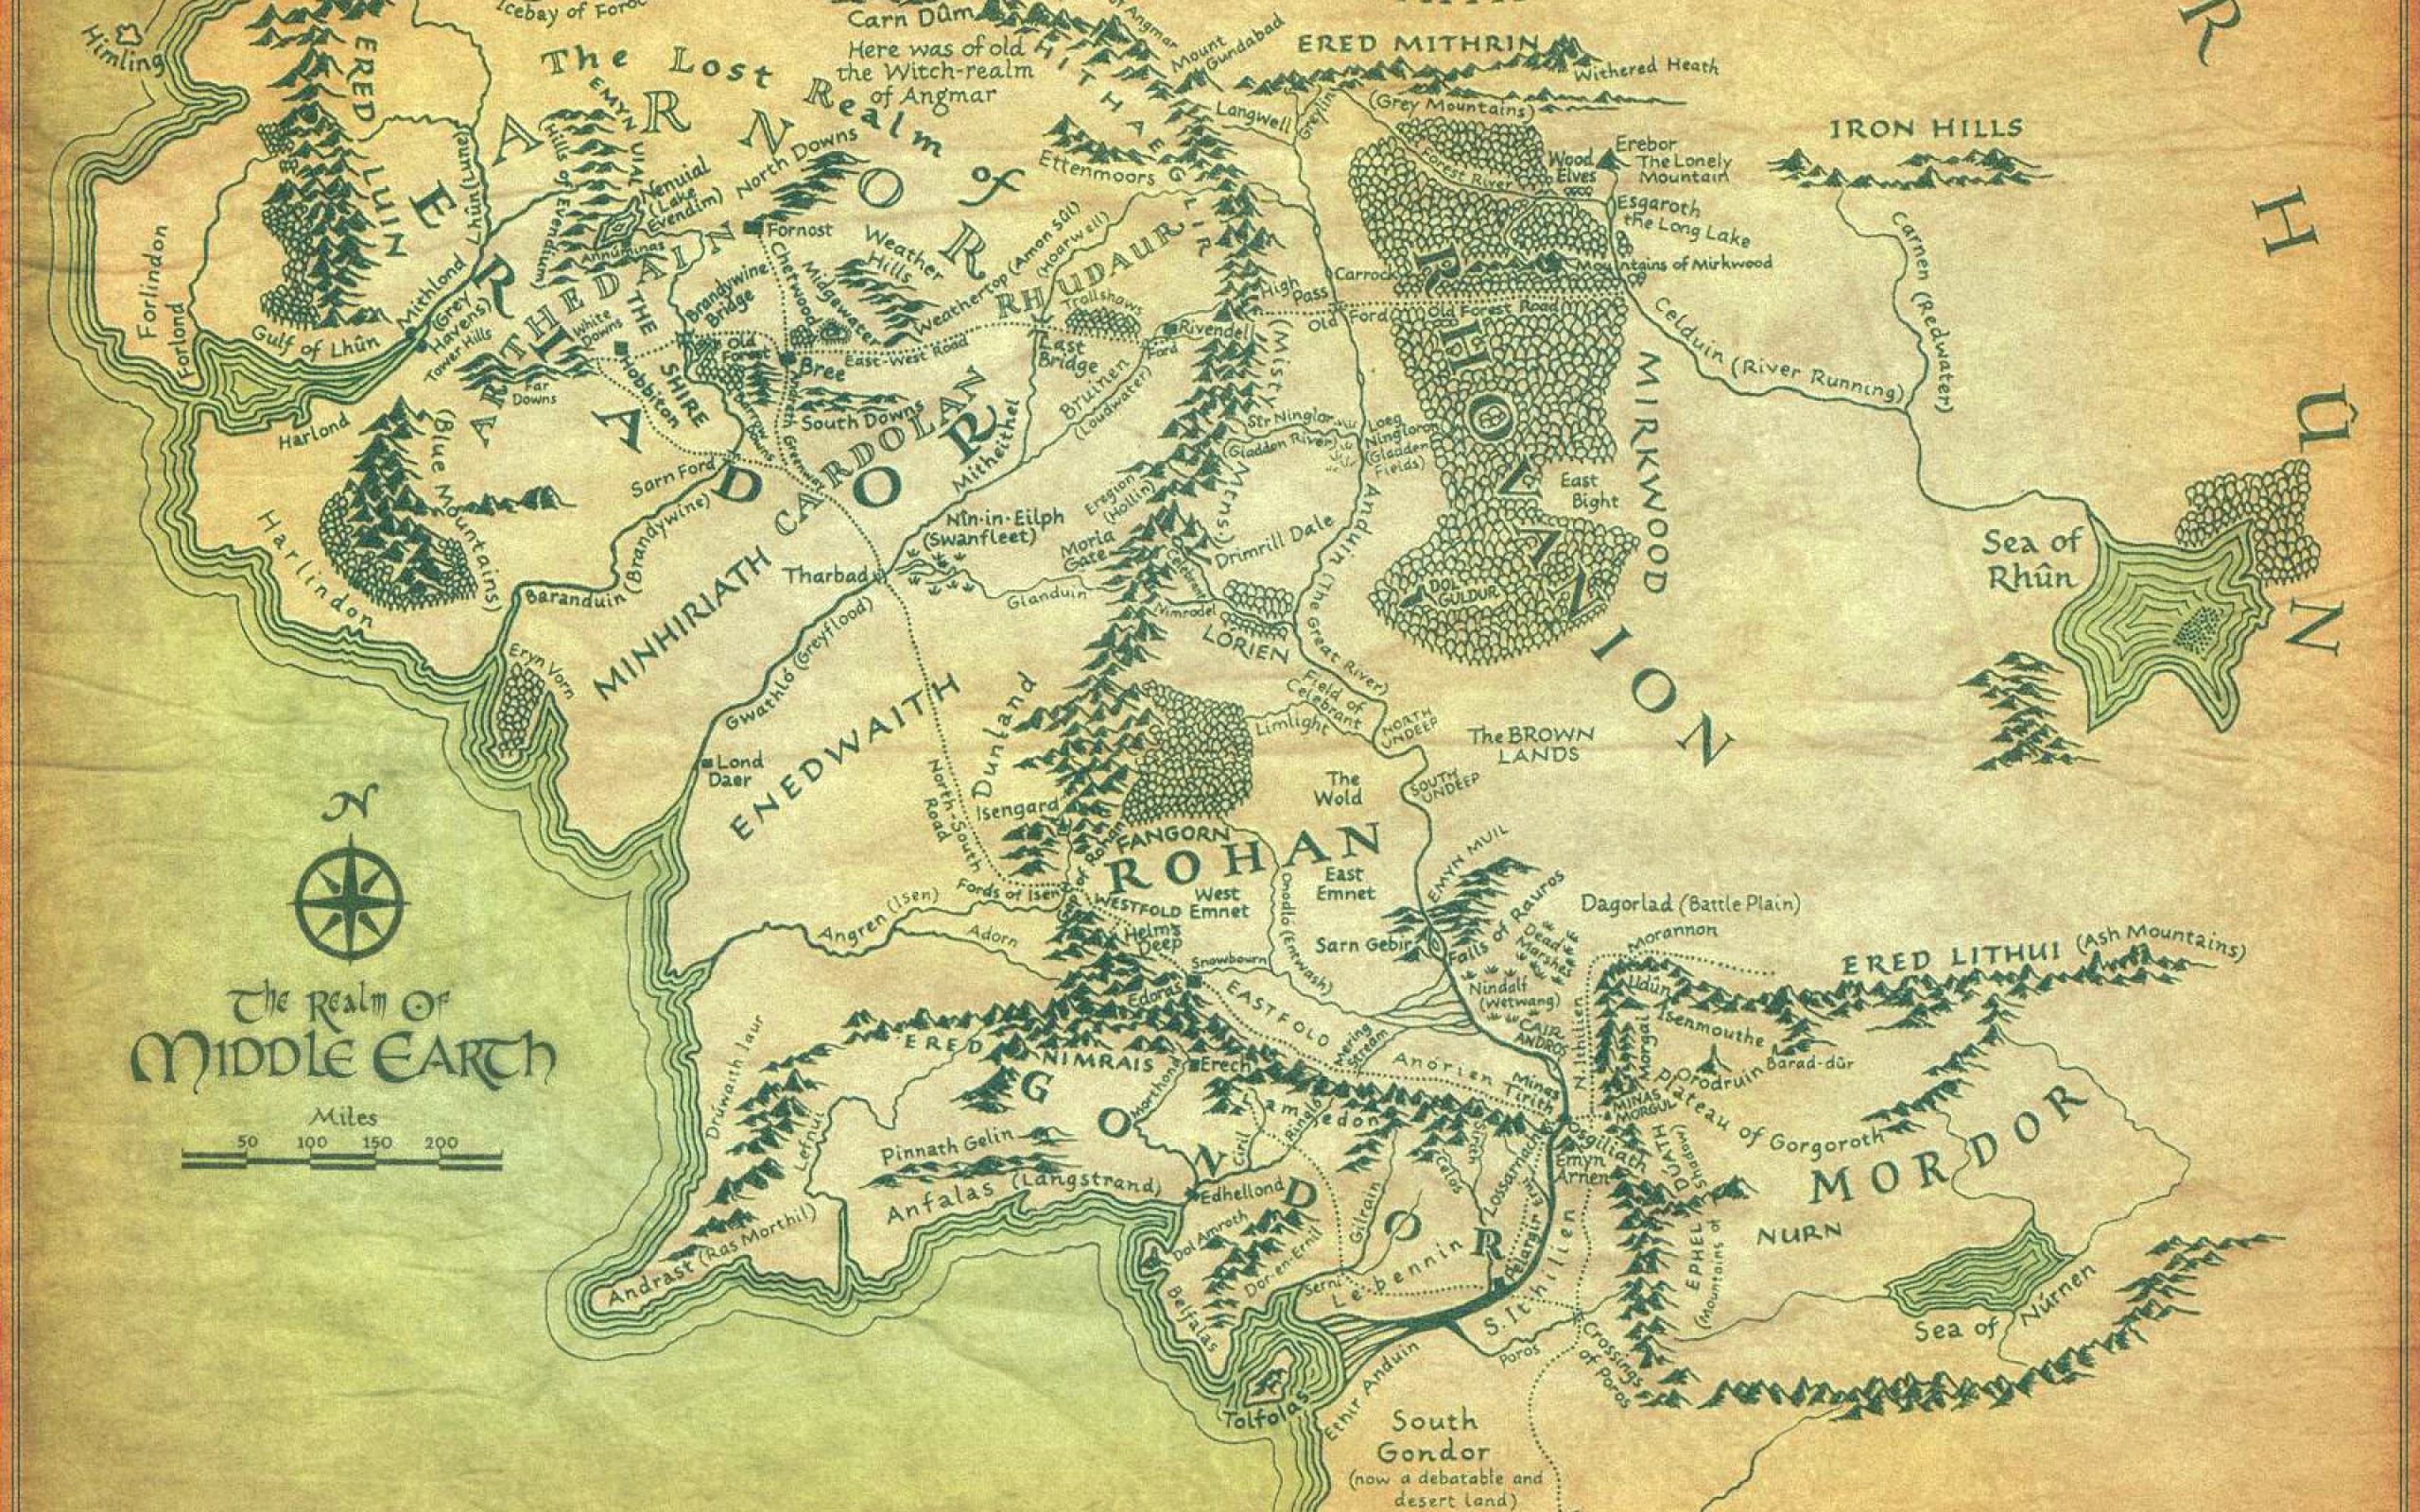 Himling
ERED LUIN
The Lost Realm of
ARNOR
Carn Dûm
Here was of old
the Witch-realm
of Angmar
of Angmar
Mount
Gundabad
HITHAEGLIR
ERED MITHRIN
Withered Heath
(Grey Mountains)
Langwell
Greylin
Ettenmoors
EMYN UIAL
Hills of Evendim)
Nenuial
(Lake
Evendim)
Annúminas
North Downs
Fornost
Lhûn (Lune)
ERIADOR
Forlindon
Forlond
Gulf of Lhûn
Mithlond
(Grey
Havens)
Tower Hills
Harlond
Harlindon
(Blue Mountains)
ARTHEDAIN
White
Downs
Far
Downs
Hobbiton
THE SHIRE
Brandywine
Bridge
Old
Forest
Bree
Chetwood
Midgewater
Weather
Hills
Weathertop (Amon Sûl)
(Hoarwell)
RHUDAUR
Trollshaws
East-West Road
East
Bridge
Ford
Rivendell
Bruinen
(Loudwater)
Mitheithel
South Downs
CARDOLAN
Greenway
Sarn Ford
Baranduin (Brandywine)
MINHIRIATH
Eryn Vorn
Tharbad
Nîn-in-Eilph
(Swanfleet)
Glanduin
Eregion
(Hollin)
Moria
Gate
Gwathló (Greyflood)
Lond
Daer
ENEDWAITH
North-South
Road
Dunland
(Misty
Mtns)
High
Pass
Carrock
Old Ford
Old Forest Road
Forest River
Wood
Elves
Erebor
The Lonely
Mountain
Esgaroth
the Long Lake
Mountains of Mirkwood
IRON HILLS
Carnen (Redwater)
Celduin (River Running)
RHOVANION
MIRKWOOD
East
Bight
DOL
GULDUR
Sîr Ninglor
(Gladden River)
Loeg
Ningloron
(Gladden
Fields)
Anduin (The Great River)
Drimrill Dale
Celebrant
Nimrodel
LÓRIEN
Field of
Celebrant
Limlight
NORTH
UNDEEP
SOUTH
UNDEEP
The BROWN
LANDS
The
Wold
RHÛN
Sea of
Rhûn
Isengard
FANGORN
ROHAN
of Rohan
Fords of Isen
WESTFOLD
West
Emnet
East
Emnet
Onodló (Entwash)
Helm's
Deep
Angren (Isen)
Adorn
Snowbourn
Edoras
EASTFOLD
EMYN MUIL
Sarn Gebir
Falls of Rauros
Dead
Marshes
Nindalf
(Wetwang)
Dagorlad (Battle Plain)
Morannon
Udûn
Isenmouthe
ERED LITHUI (Ash Mountains)
CAIR
ANDROS
Mering
Stream
Anórien
N. Ithilien
Morgai
Orodruin
Barad-dûr
Plateau of Gorgoroth
MORDOR
NURN
Sea of Núrnen
Minas
Tirith
MINAS
MORGUL
Osgiliath
Emyn
Arnen
EPHEL DÚATH
(Mountains of Shadow)
Drúwaith Iaur
ERED NIMRAIS
Erech
GONDOR
Morthond
Lamedon
Ciril
Ringló
Lefnui
Pinnath Gelin
Anfalas (Langstrand)
Andrast (Ras Morthil)
Edhellond
Dol Amroth
Dor-en-Ernil
Belfalas
Gilrain
Serni
Celos
Lossarnach
Erui
Lebennin
Pelargir
S. Ithilien
Poros
Crossings
of Poros
Tolfolas
Ethir Anduin
South
Gondor
(now a debatable and
desert land)
N
The Realm Of
Middle Earth
Miles
50 100 150 200